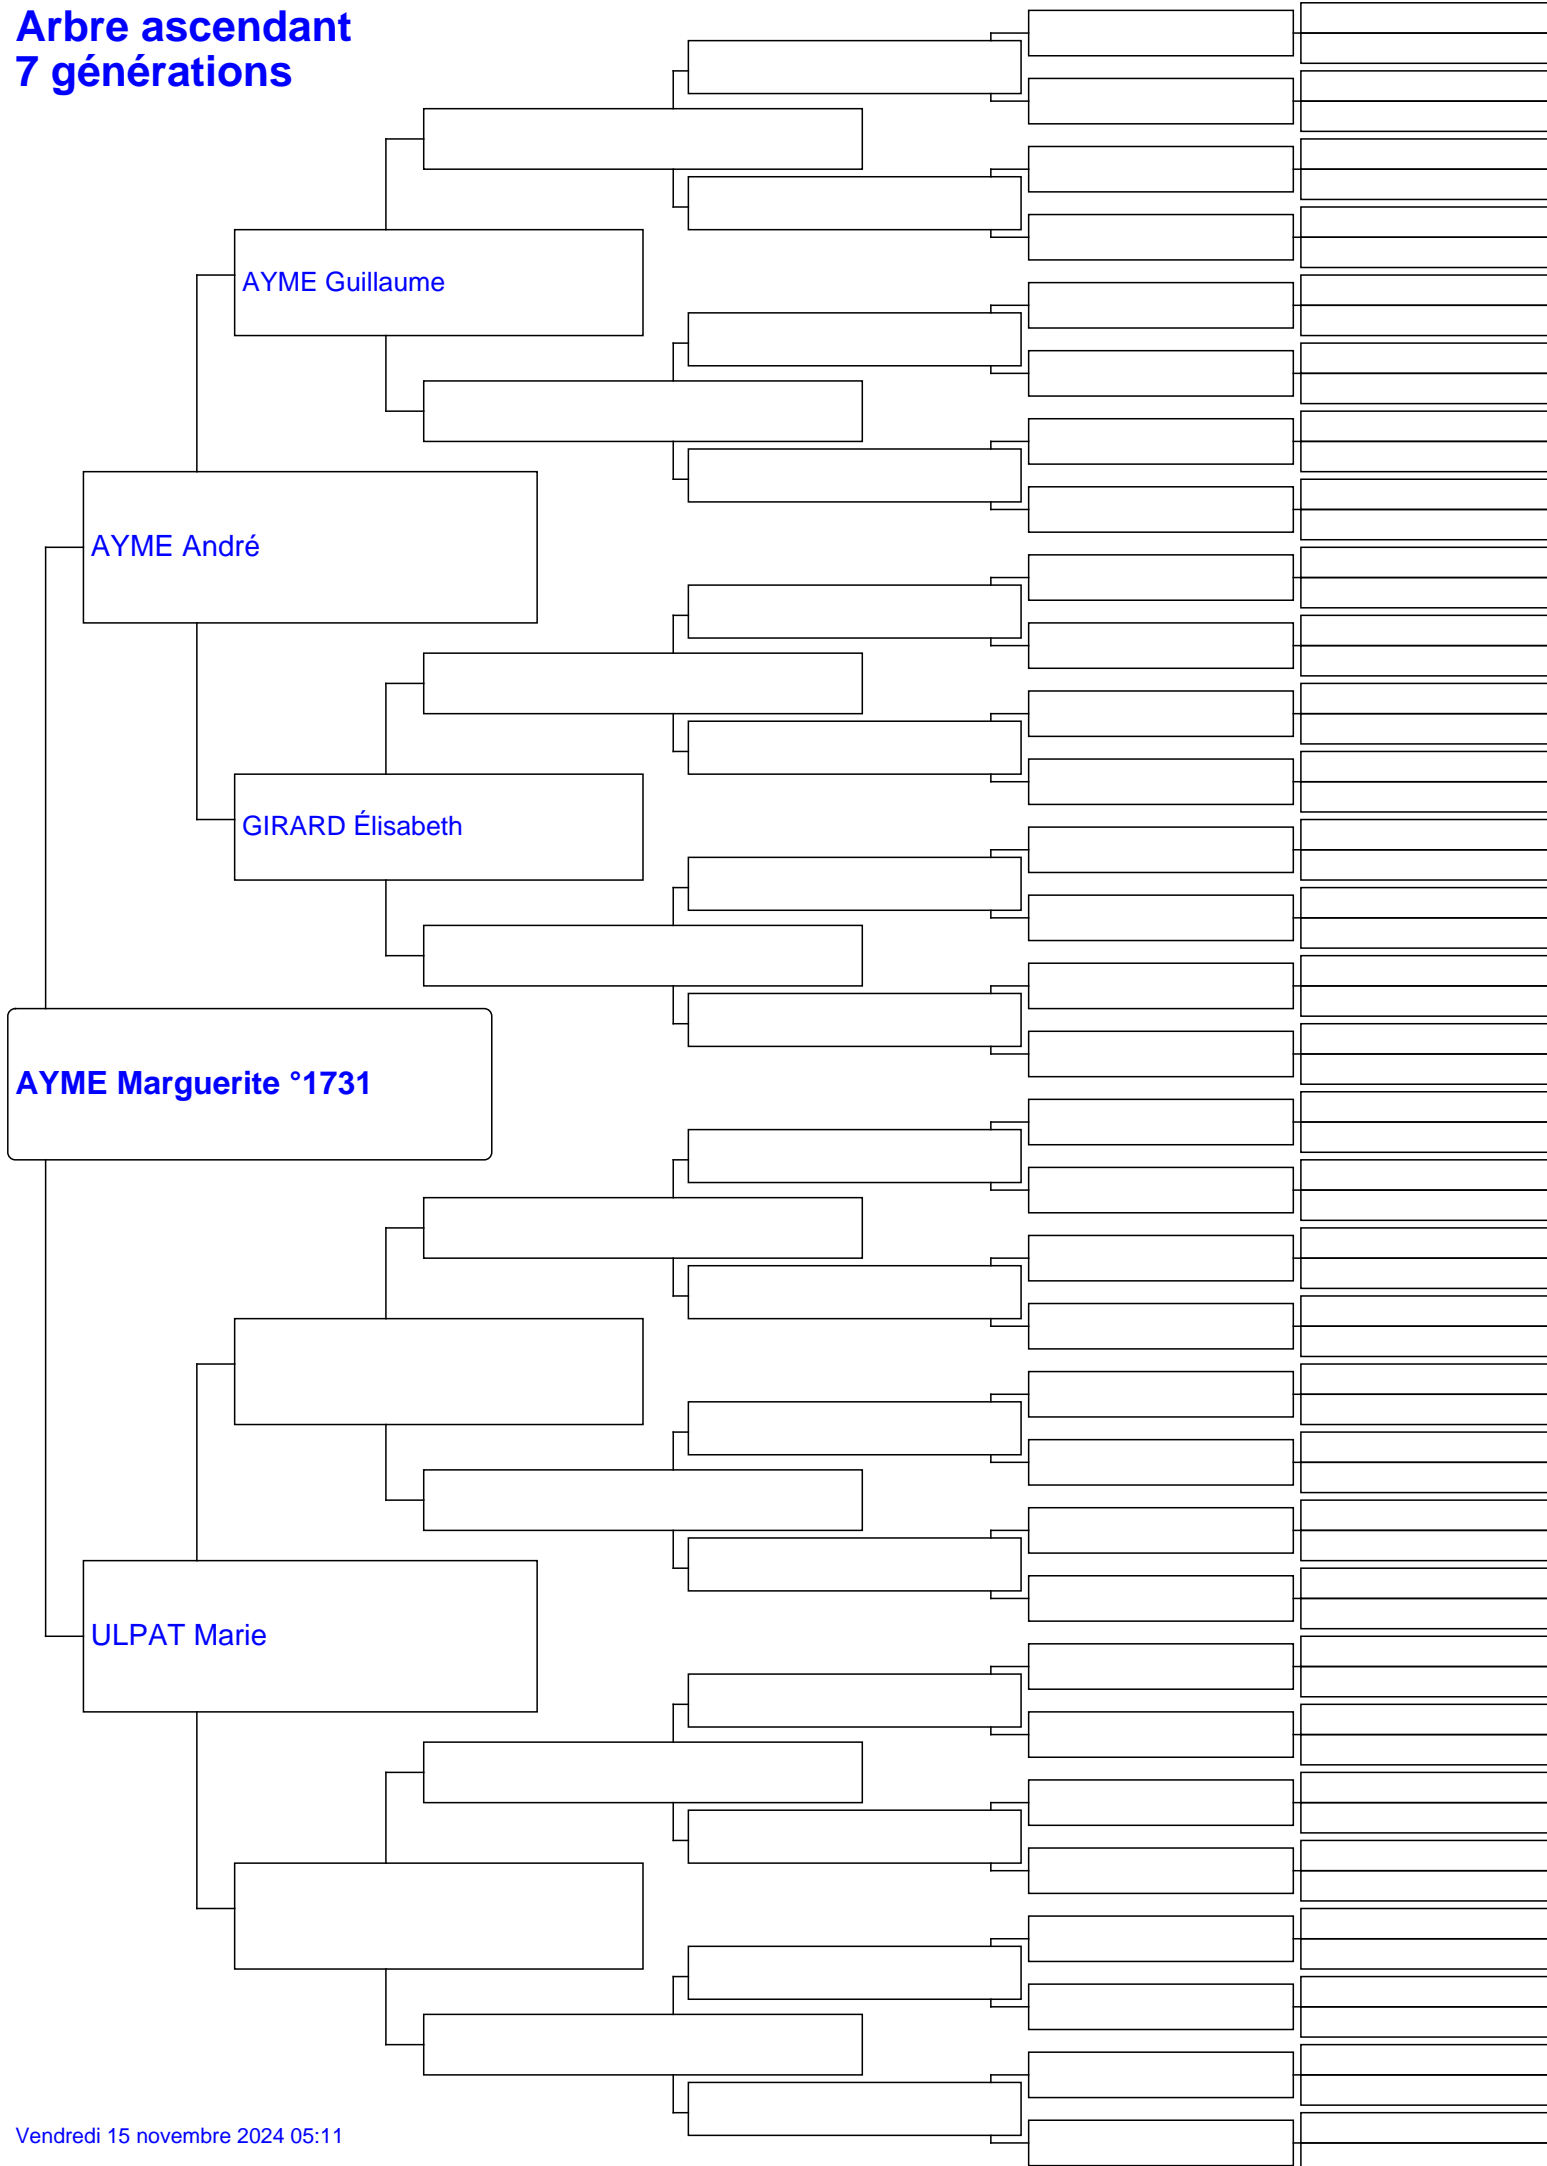 Arbre ascendant
7 générations
AYME Guillaume
AYME André
GIRARD Élisabeth
AYME Marguerite °1731
ULPAT Marie
Vendredi 15 novembre 2024 05:11